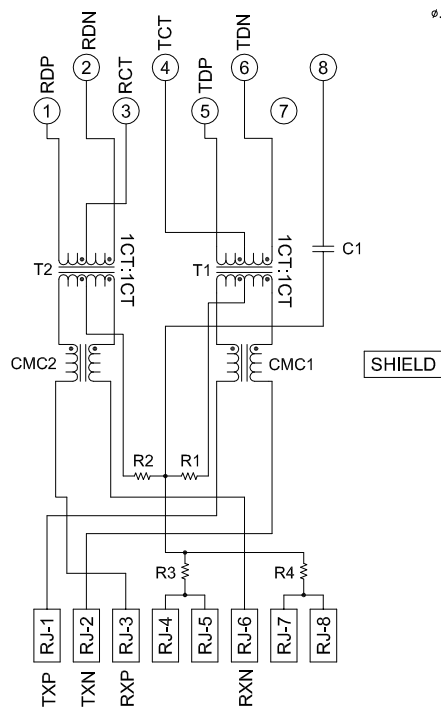 ø
RDP
RDN
RCT
TCT
TDP
TDN
1
2
3
4
5
6
7
8
T2
1CT:1CT
T1
1CT:1CT
C1
CMC2
CMC1
SHIELD
R2
R1
R3
R4
RJ-1
RJ-2
RJ-3
RJ-4
RJ-5
RJ-6
RJ-7
RJ-8
TXP
TXN
RXP
RXN